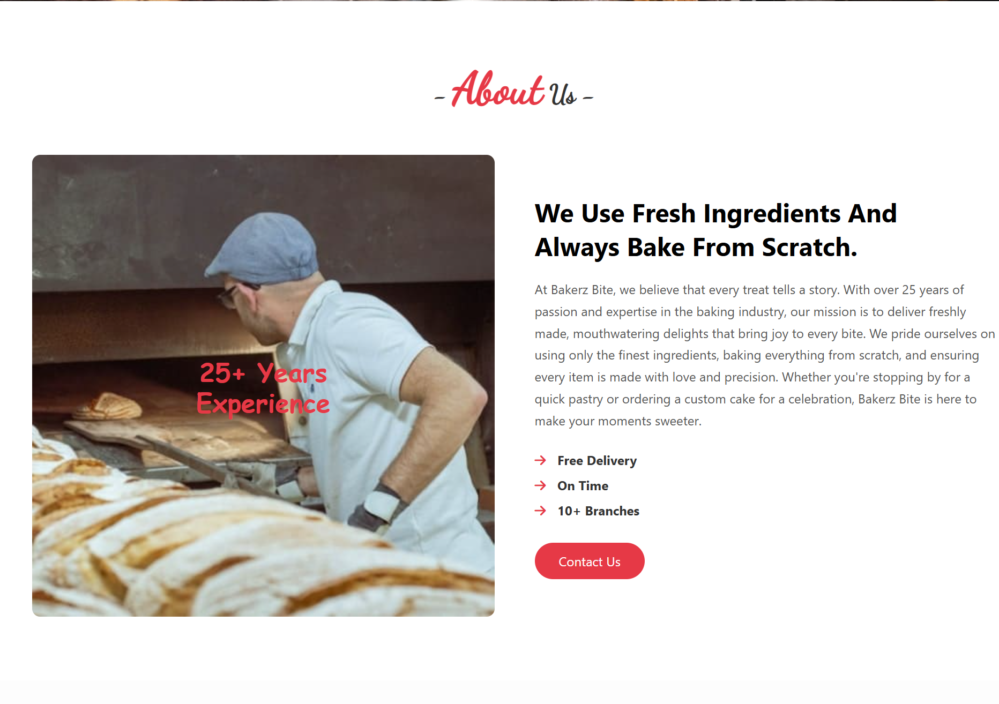 - About Us -
25+ Years
Experience
We Use Fresh Ingredients And
Always Bake From Scratch.
At Bakerz Bite, we believe that every treat tells a story. With over 25 years of
passion and expertise in the baking industry, our mission is to deliver freshly
made, mouthwatering delights that bring joy to every bite. We pride ourselves on
using only the finest ingredients, baking everything from scratch, and ensuring
every item is made with love and precision. Whether you're stopping by for a
quick pastry or ordering a custom cake for a celebration, Bakerz Bite is here to
make your moments sweeter.
Free Delivery
On Time
10+ Branches
Contact Us